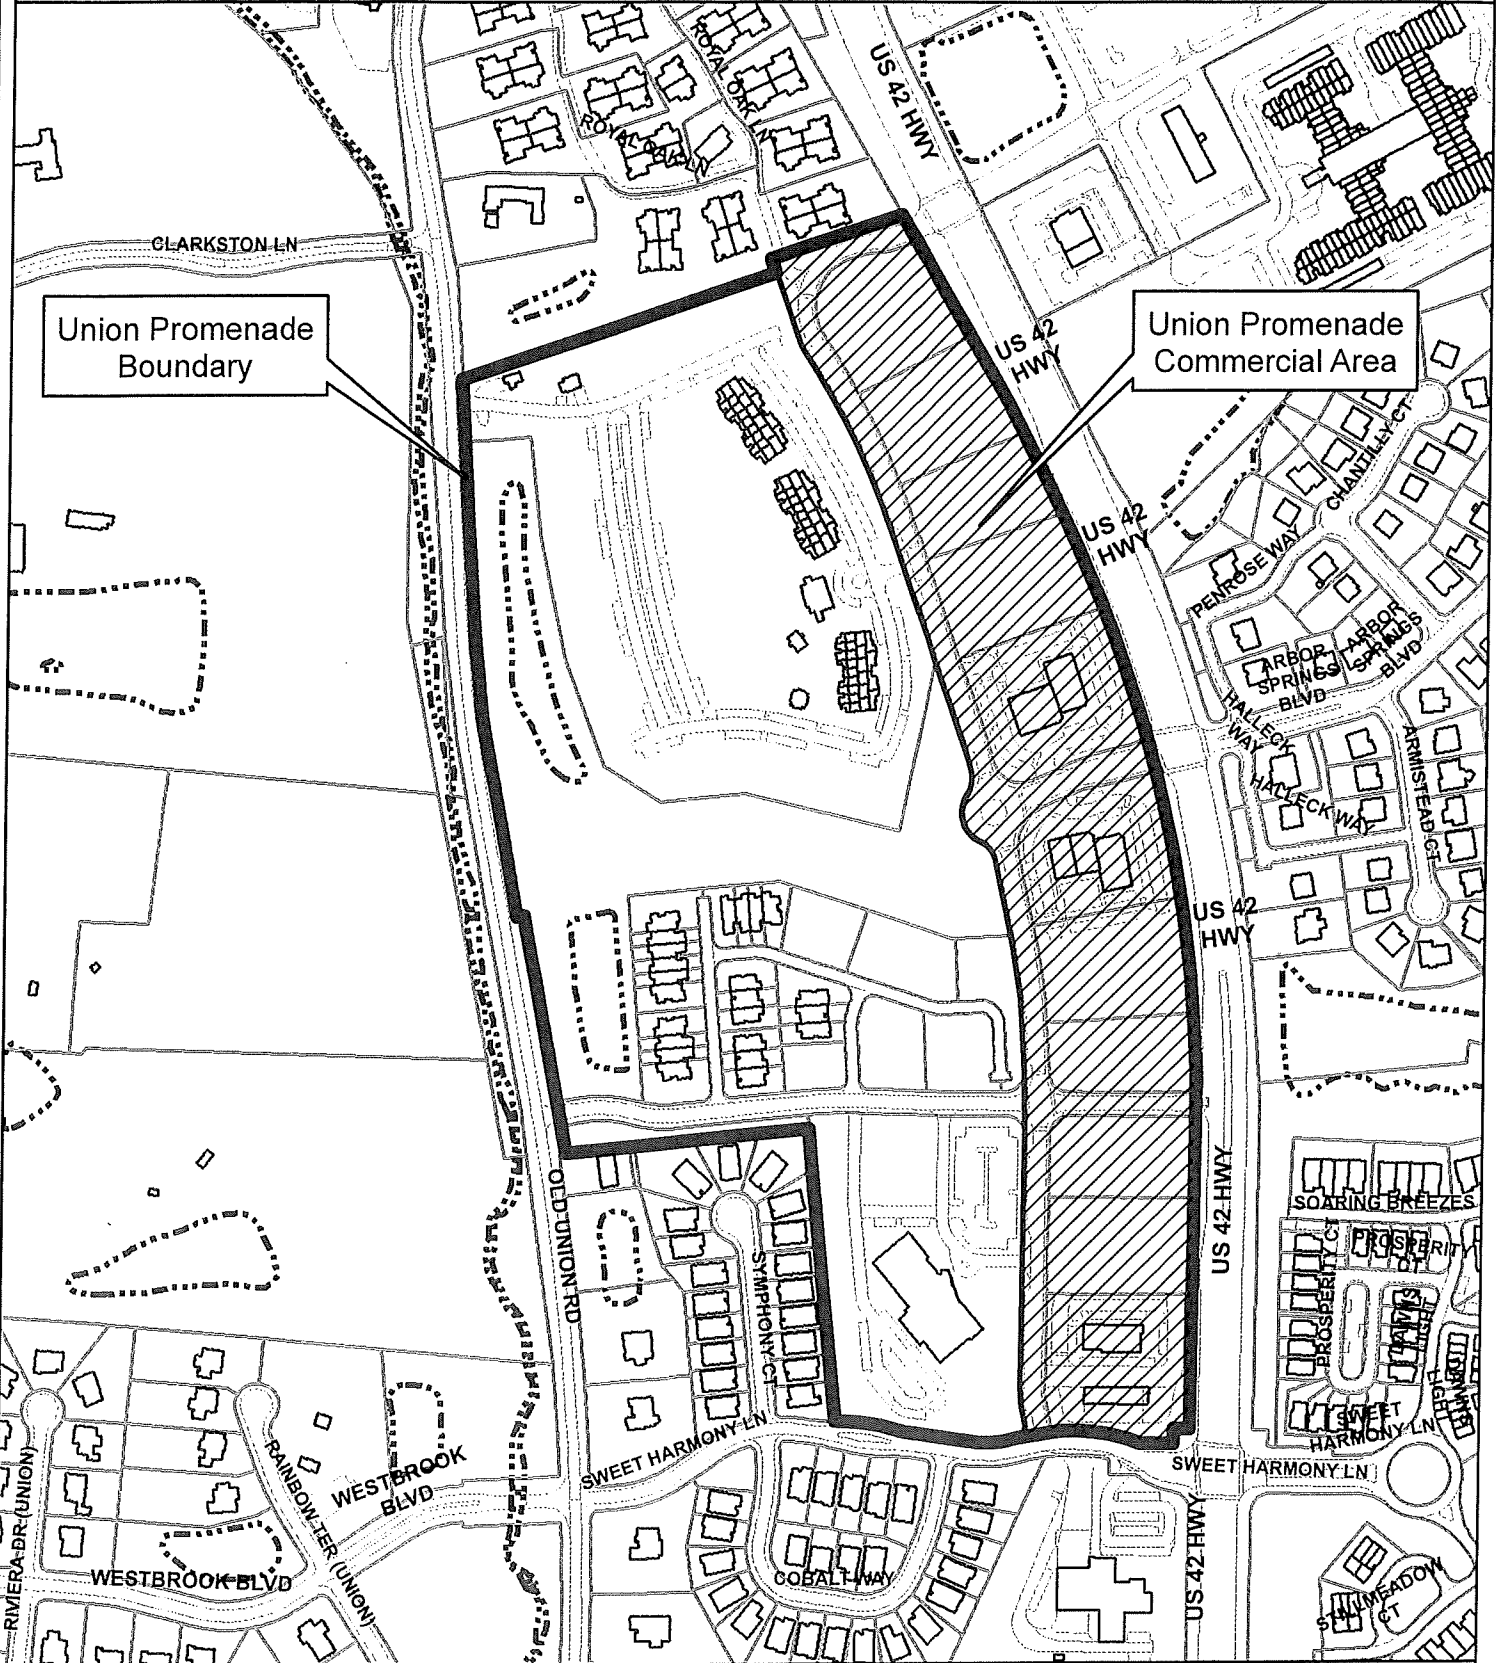 ROYAL OAK LN
US 42 HWY
ROYAL OAK LN
CLARKSTON LN
Union Promenade
Boundary
Union Promenade
Commercial Area
US 42
HWY
CHANTILLY CT
US 42
HWY
PENROSE WAY
ARBOR
SPRINGS
BLVD
ARBOR
SPRINGS
BLVD
HALLECK
WAY
HALLECK WAY
ARMISTEAD CT
US 42
HWY
OLD UNION RD
US 42 HWY
SOARING BREEZES
PROSPERITY
CT
PROSPERITY CT
SYMPHONY CT
LIGHT
LIGHT
SWEET
HARMONY LN
SWEET HARMONY LN
SWEET HARMONY LN
WESTBROOK
BLVD
RAINBOW TER (UNION)
RIVIERA DR (UNION)
WESTBROOK BLVD
COBALT WAY
US 42 HWY
STILLMEADOW
CT